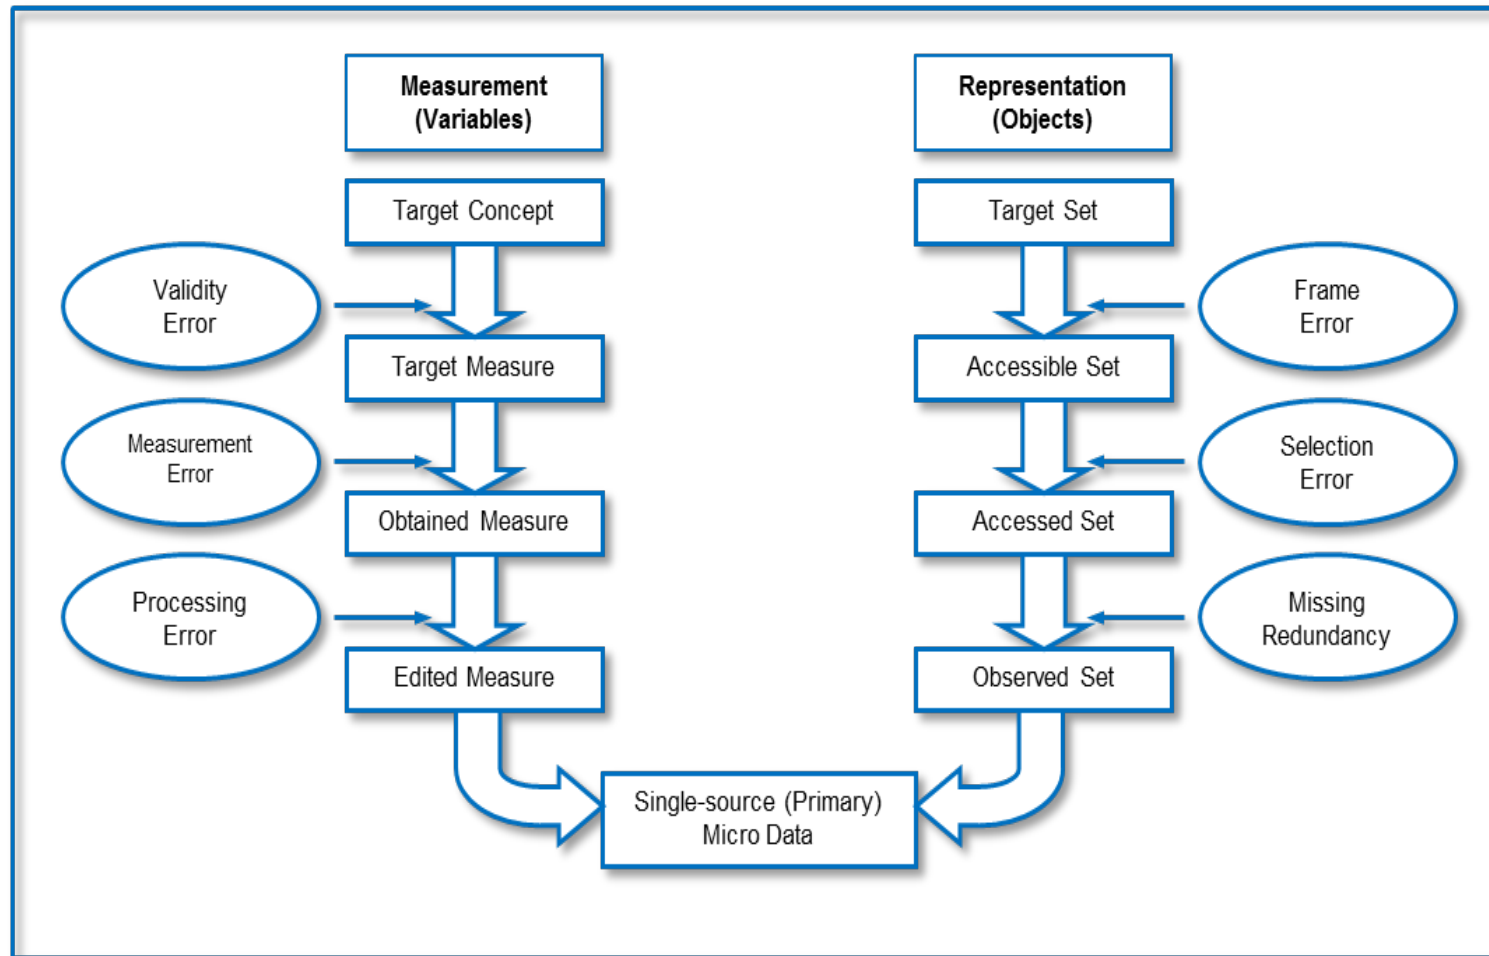 Measurement
(Variables)
Representation
(Objects)
Target Concept
Target Set
Validity
Error
Frame
Error
Target Measure
Accessible Set
Measurement
Error
Selection
Error
Obtained Measure
Accessed Set
Processing
Error
Missing
Redundancy
Edited Measure
Observed Set
Single-source (Primary)
Micro Data